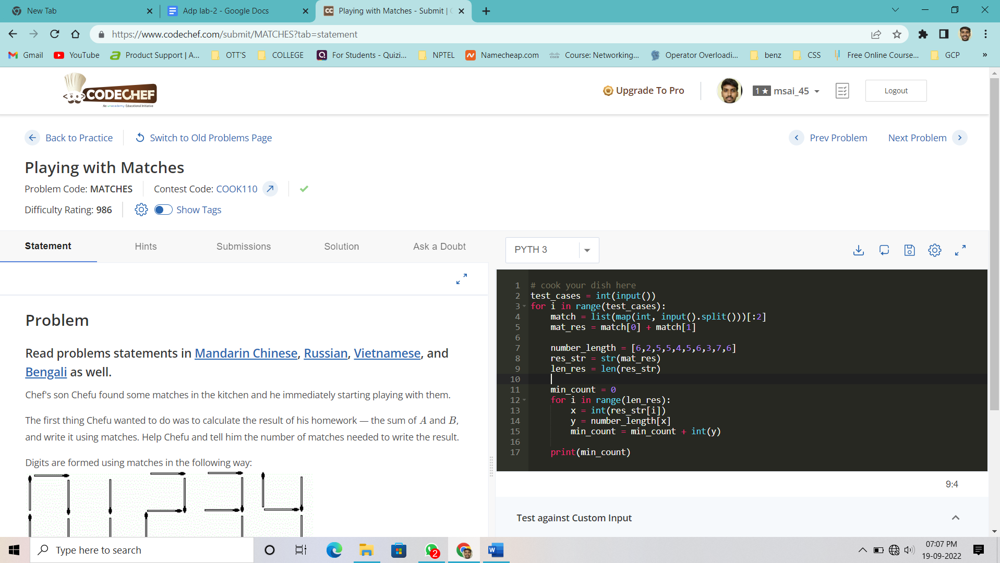 New Tab
Adp lab-2 - Google Docs
Playing with Matches - Submit |
https://www.codechef.com/submit/MATCHES?tab=statement
Gmail
YouTube
Product Support | A...
OTT'S
COLLEGE
For Students - Quizi...
NPTEL
Namecheap.com
Course: Networking...
Operator Overloadi...
benz
CSS
Free Online Course...
GCP
»
CODECHEF
An unacademy Educational Initiative
Upgrade To Pro
1★ msai_45
Logout
Back to Practice
Switch to Old Problems Page
Prev Problem
Next Problem
Playing with Matches
Problem Code: MATCHES
Contest Code: COOK110
Difficulty Rating: 986
Show Tags
Statement
Hints
Submissions
Solution
Ask a Doubt
PYTH 3
Problem
Read problems statements in Mandarin Chinese, Russian, Vietnamese, and
Bengali as well.
Chef's son Chefu found some matches in the kitchen and he immediately starting playing with them.
The first thing Chefu wanted to do was to calculate the result of his homework — the sum of A and B,
and write it using matches. Help Chefu and tell him the number of matches needed to write the result.
Digits are formed using matches in the following way:
1 # cook your dish here
2 test_cases = int(input())
3 for i in range(test_cases):
4     match = list(map(int, input().split()))[:2]
5     mat_res = match[0] + match[1]
6
7     number_length = [6,2,5,5,4,5,6,3,7,6]
8     res_str = str(mat_res)
9     len_res = len(res_str)
10
11     min_count = 0
12     for i in range(len_res):
13         x = int(res_str[i])
14         y = number_length[x]
15         min_count = min_count + int(y)
16
17     print(min_count)
9:4
Test against Custom Input
Type here to search
2
07:07 PM
19-09-2022